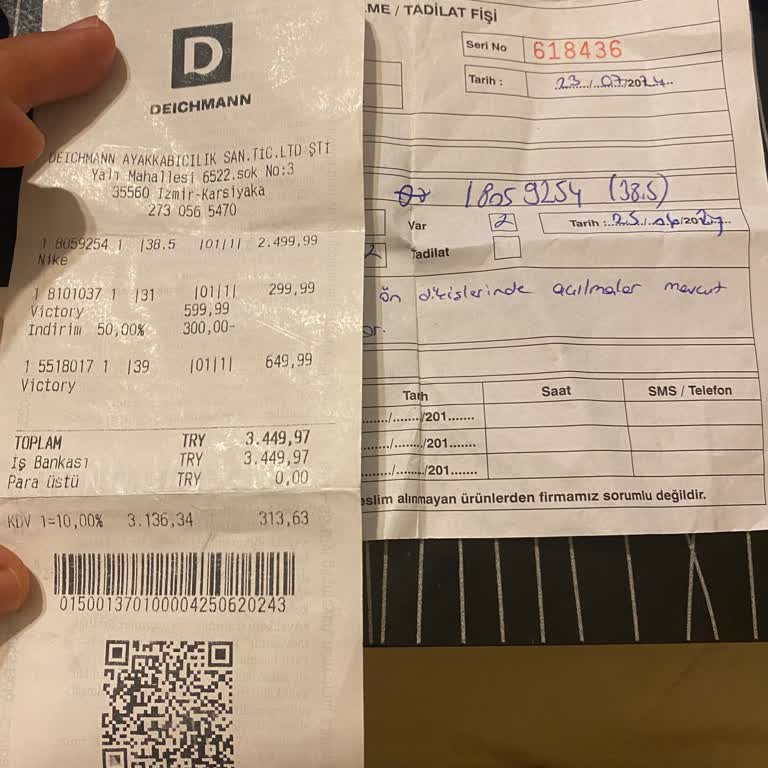 D
DEICHMANN
DEICHMANN AYAKKABICILIK SAN.TİC.LTD ŞTİ
Yalı Mahallesi 6522.sok No:3
35560 Izmir-Karsiyaka
273 056 5470
1 8059254 1 |38.5 |01|1| 2.499,99
Nike
1 8101037 1 |31 |01|1| 299,99
Victory 599,99
Indirim 50,00% 300,00-
1 5518017 1 |39 |01|1| 649,99
Victory
TOPLAM TRY 3.449,97
İş Bankası TRY 3.449,97
Para üstü TRY 0,00
KDV 1=10,00% 3.136,34 313,63
015001370100004250620243
ME / TADİLAT FİŞİ
Seri No 618436
Tarih : 23/07/2024
18059254 (38.5)
Var 2 Tarih :
Tadilat
ön dikişlerinde açılmalar mevcut
Tarih Saat SMS / Telefon
/......./201.......
/......./201.......
/......./201.......
eslim alınmayan ürünlerden firmamız sorumlu değildir.